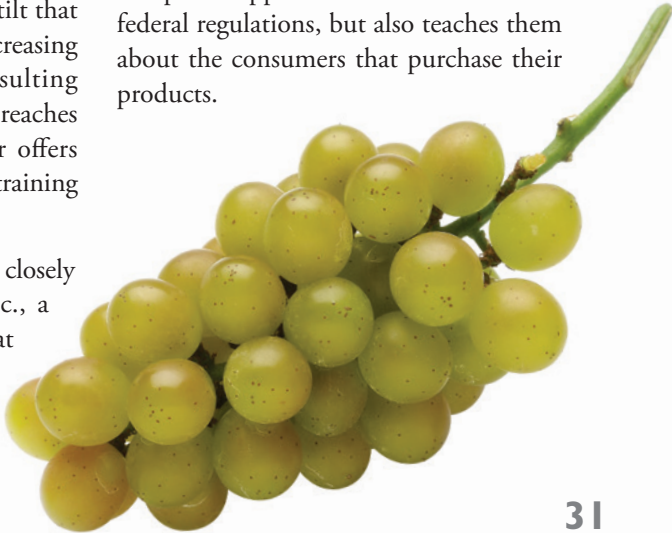 tilt that
creasing
sulting
reaches
r offers
training
closely
c., a
at
federal regulations, but also teaches them
about the consumers that purchase their
products.
31